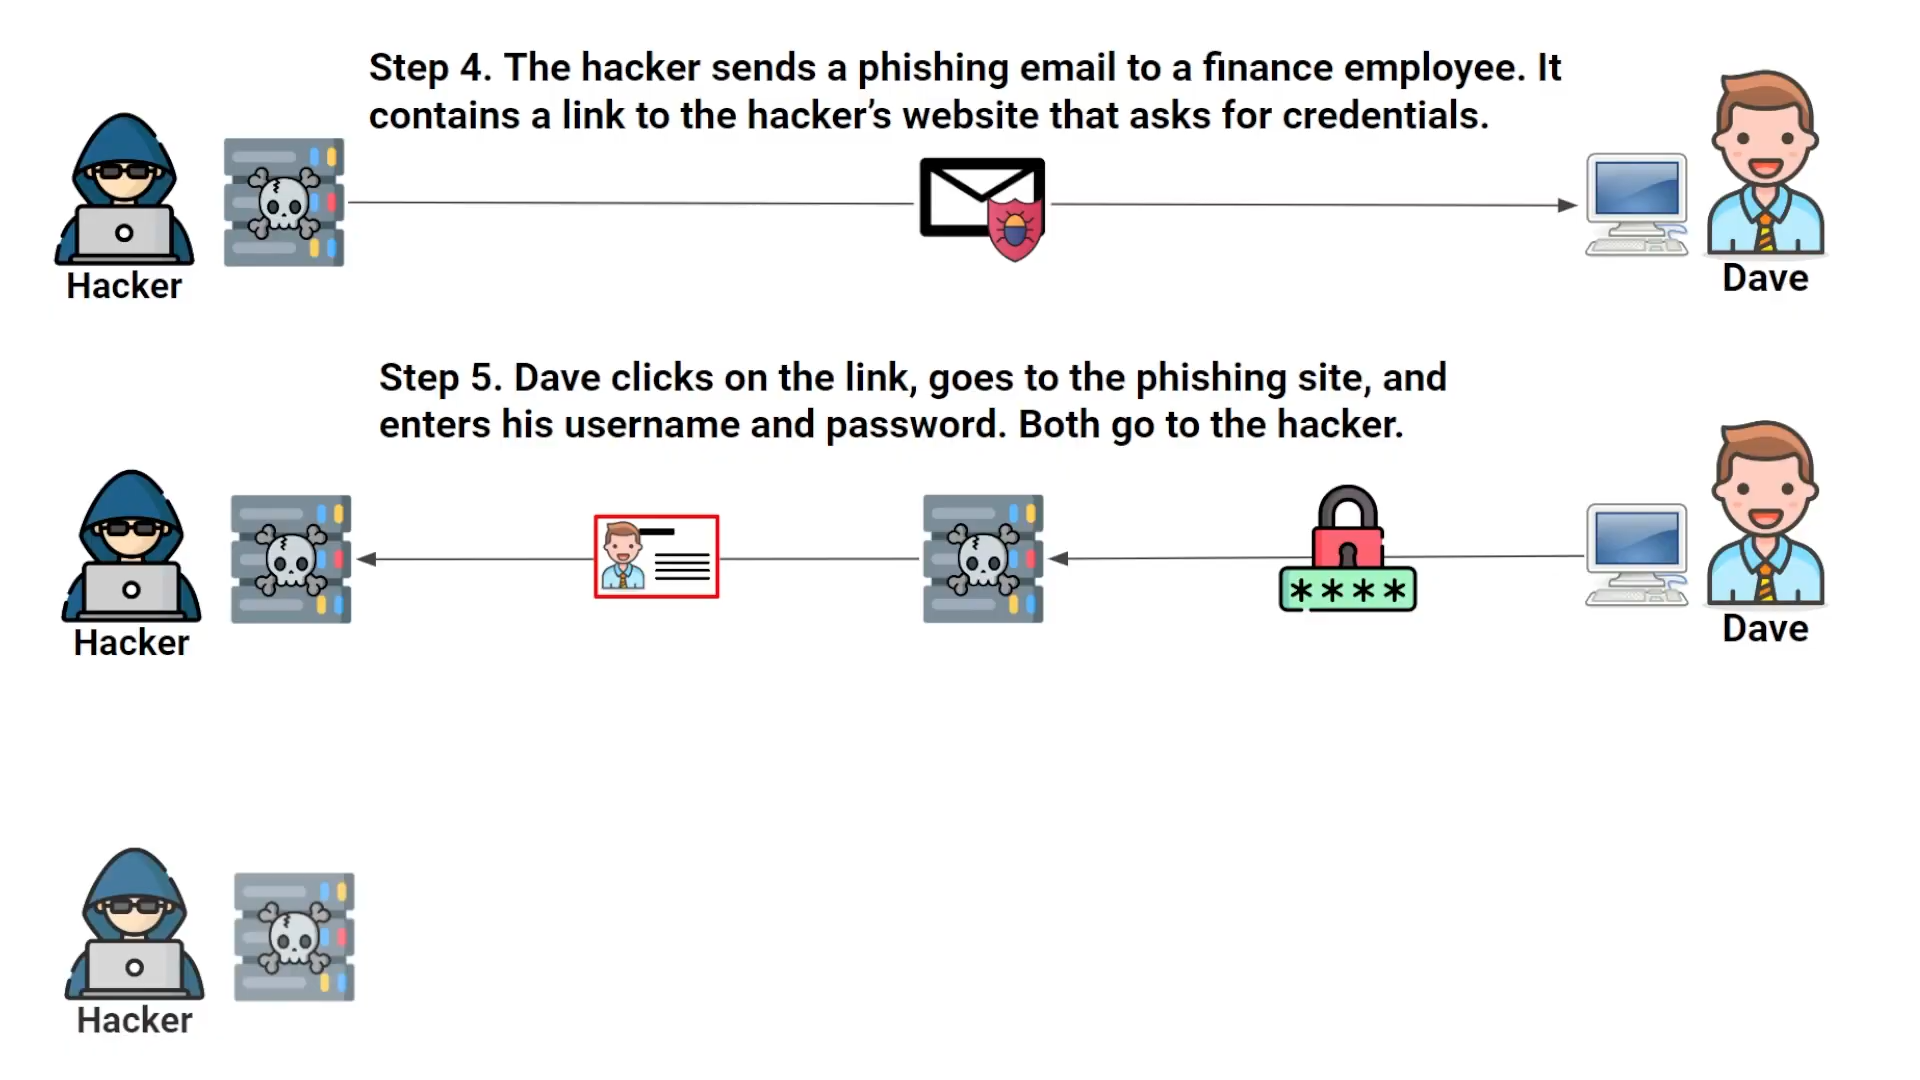 Step 4. The hacker sends a phishing email to a finance employee. It
contains a link to the hacker’s website that asks for credentials.
Hacker
Dave
Step 5. Dave clicks on the link, goes to the phishing site, and
enters his username and password. Both go to the hacker.
****
Hacker
Dave
Hacker